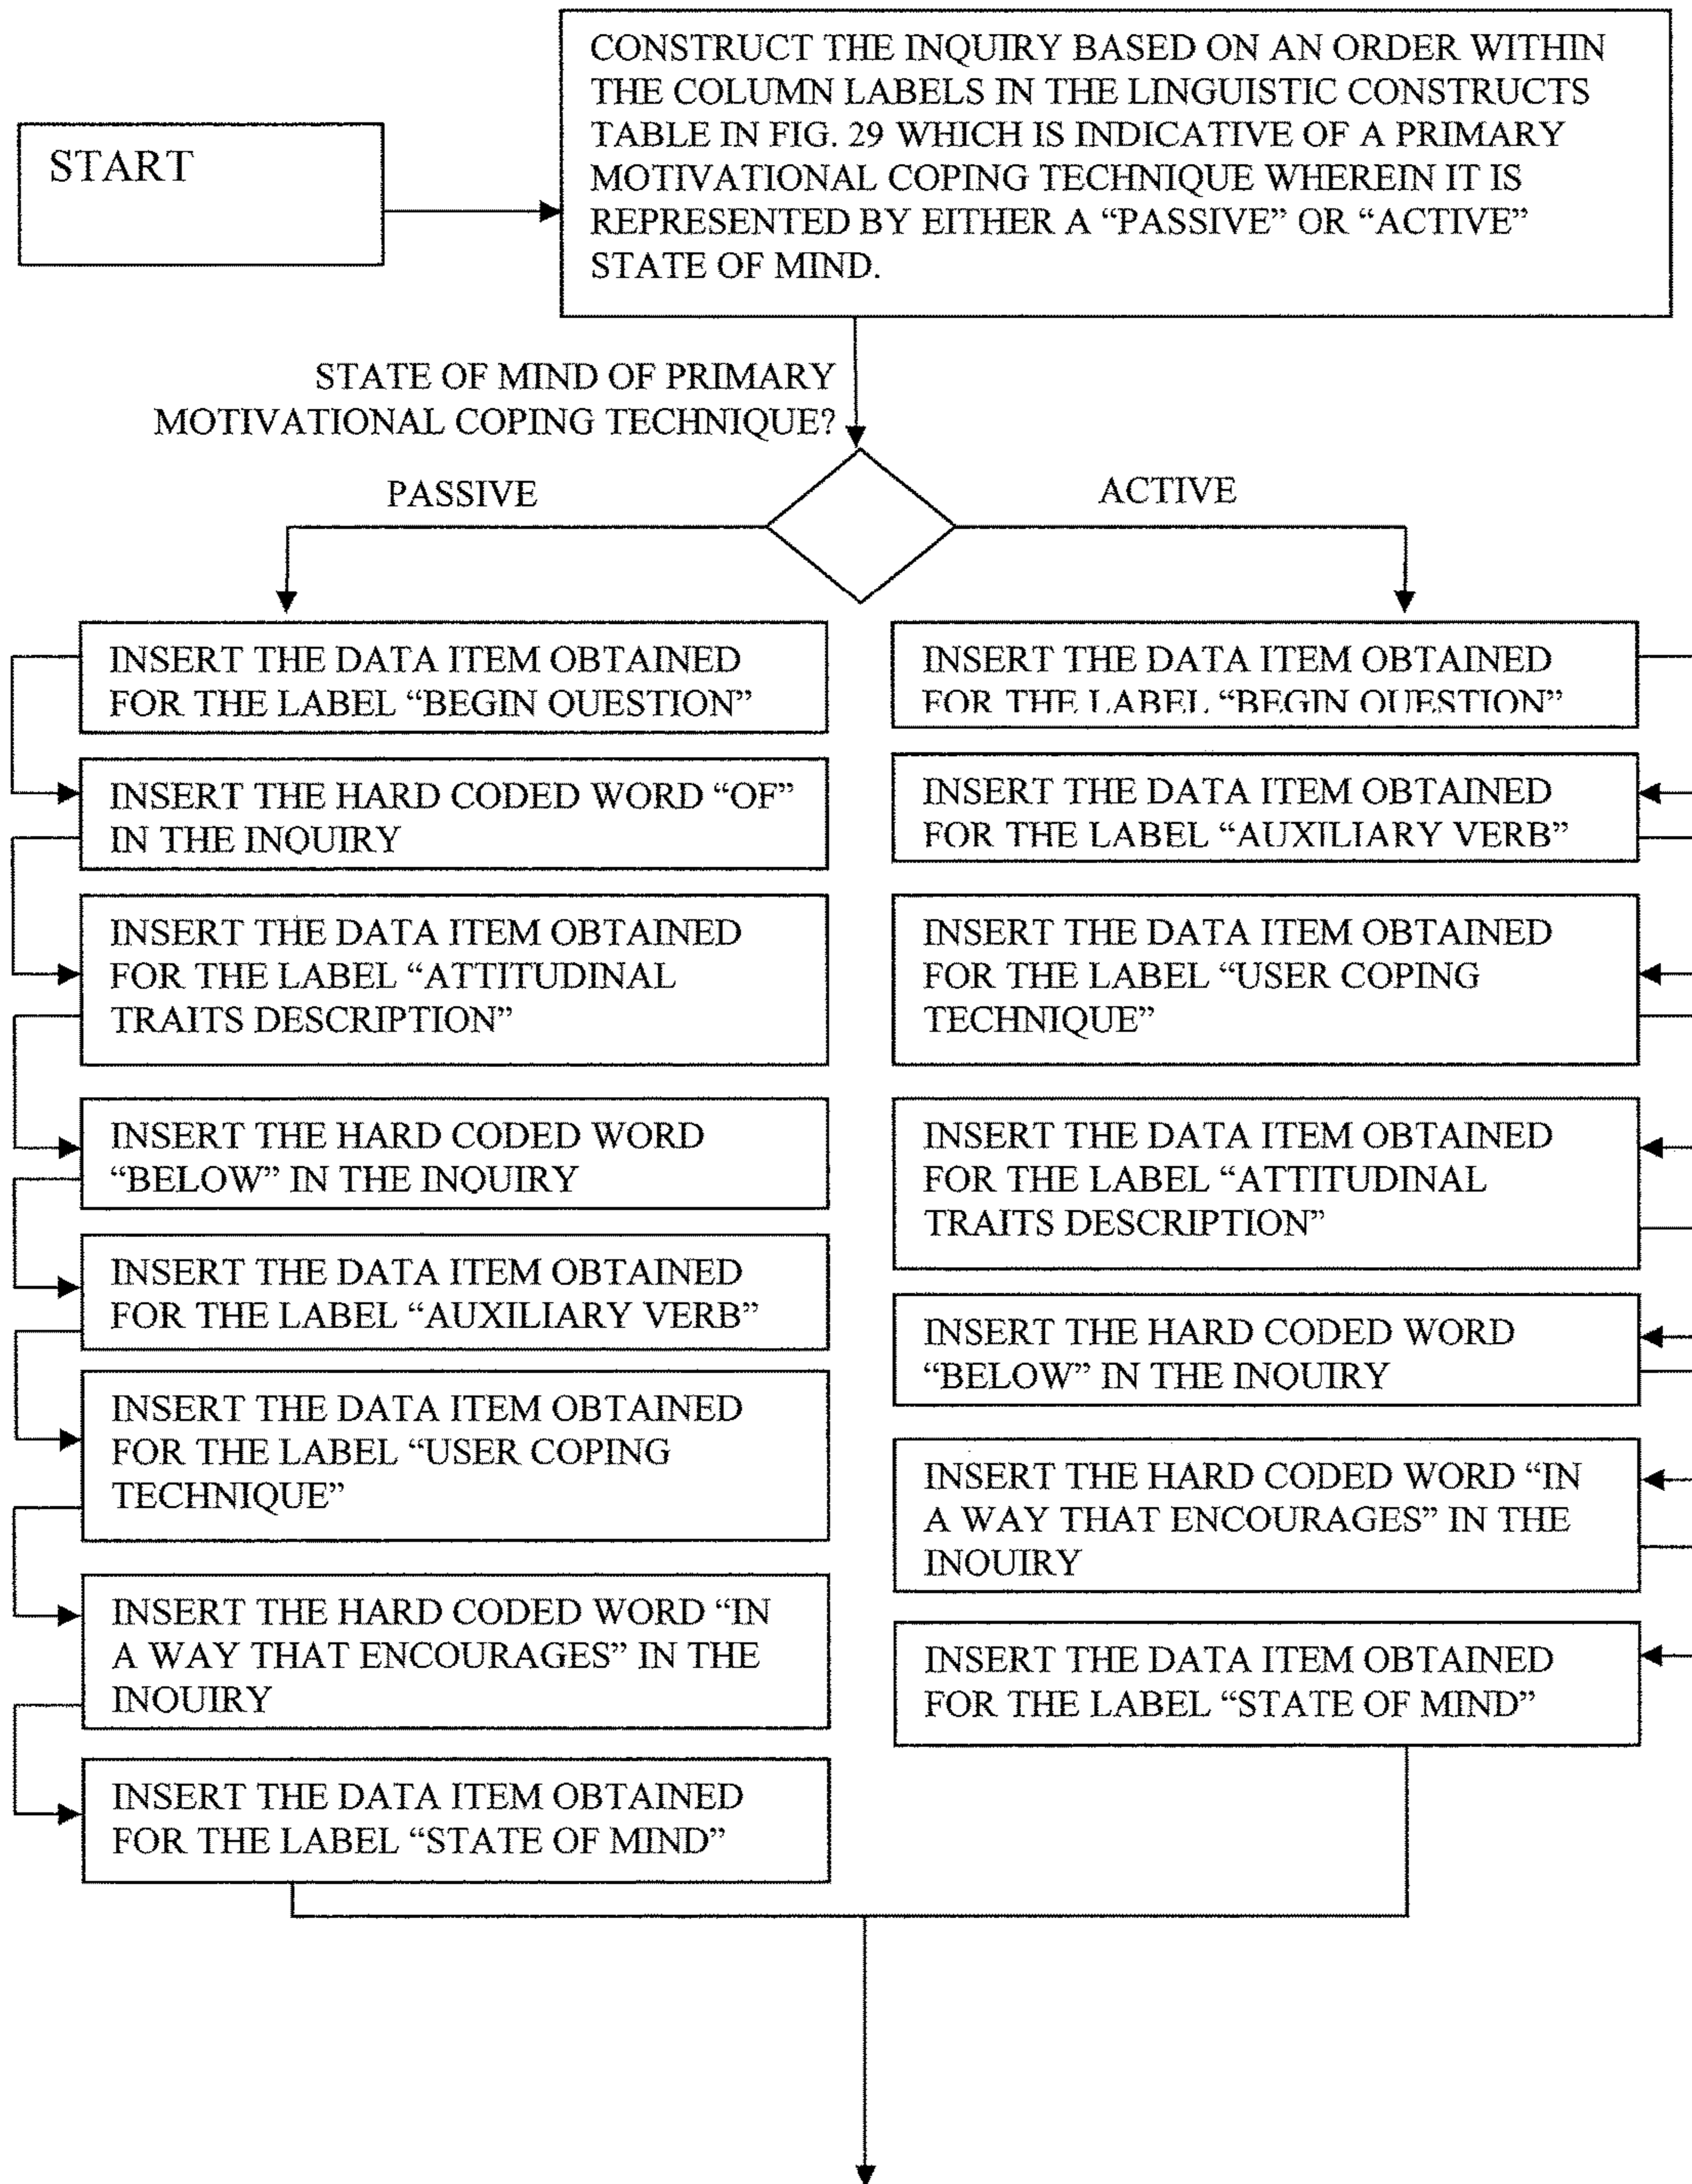 START
CONSTRUCT THE INQUIRY BASED ON AN ORDER WITHIN
THE COLUMN LABELS IN THE LINGUISTIC CONSTRUCTS
TABLE IN FIG. 29 WHICH IS INDICATIVE OF A PRIMARY
MOTIVATIONAL COPING TECHNIQUE WHEREIN IT IS
REPRESENTED BY EITHER A “PASSIVE” OR “ACTIVE”
STATE OF MIND.
STATE OF MIND OF PRIMARY
MOTIVATIONAL COPING TECHNIQUE?
PASSIVE
ACTIVE
INSERT THE DATA ITEM OBTAINED
FOR THE LABEL “BEGIN QUESTION”
INSERT THE HARD CODED WORD “OF”
IN THE INQUIRY
INSERT THE DATA ITEM OBTAINED
FOR THE LABEL “ATTITUDINAL
TRAITS DESCRIPTION”
INSERT THE HARD CODED WORD
“BELOW” IN THE INQUIRY
INSERT THE DATA ITEM OBTAINED
FOR THE LABEL “AUXILIARY VERB”
INSERT THE DATA ITEM OBTAINED
FOR THE LABEL “USER COPING
TECHNIQUE”
INSERT THE HARD CODED WORD “IN
A WAY THAT ENCOURAGES” IN THE
INQUIRY
INSERT THE DATA ITEM OBTAINED
FOR THE LABEL “STATE OF MIND”
INSERT THE DATA ITEM OBTAINED
FOR THE LABEL “BEGIN QUESTION”
INSERT THE DATA ITEM OBTAINED
FOR THE LABEL “AUXILIARY VERB”
INSERT THE DATA ITEM OBTAINED
FOR THE LABEL “USER COPING
TECHNIQUE”
INSERT THE DATA ITEM OBTAINED
FOR THE LABEL “ATTITUDINAL
TRAITS DESCRIPTION”
INSERT THE HARD CODED WORD
“BELOW” IN THE INQUIRY
INSERT THE HARD CODED WORD “IN
A WAY THAT ENCOURAGES” IN THE
INQUIRY
INSERT THE DATA ITEM OBTAINED
FOR THE LABEL “STATE OF MIND”